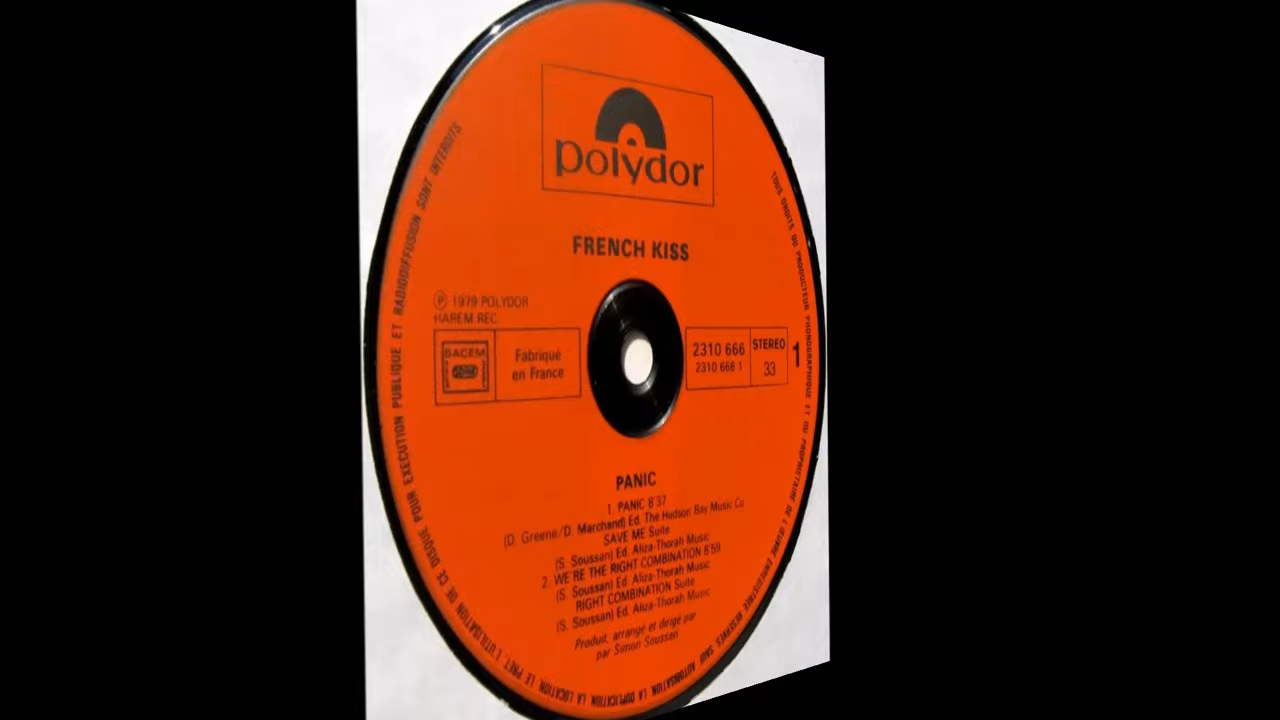 polydor
FRENCH KISS
Ⓟ 1979 POLYDOR
HAREM REC.
SACEM
Fabriqué
en France
2310 666
2310 666 1
STEREO
33
1
PANIC
1. PANIC 8'37
(D. Greene/D. Marchand) Ed. The Hudson Bay Music Co
SAVE ME Suite
(S. Soussan) Ed. Aliza-Thorah Music
2. WE'RE THE RIGHT COMBINATION 8'59
(S. Soussan) Ed. Aliza-Thorah Music
RIGHT COMBINATION Suite
(S. Soussan) Ed. Aliza-Thorah Music
Produit, arrangé et dirigé par
par Simon Soussan
TOUS DROITS DU PRODUCTEUR PHONOGRAPHIQUE ET DU PROPRIETAIRE DE L'ŒUVRE ENREGISTREE RESERVES SAUF AUTORISATION LA DUPLICATION, LA LOCATION, LE PRET, L'UTILISATION DE CE DISQUE POUR EXECUTION PUBLIQUE ET RADIODIFFUSION SONT INTERDITS